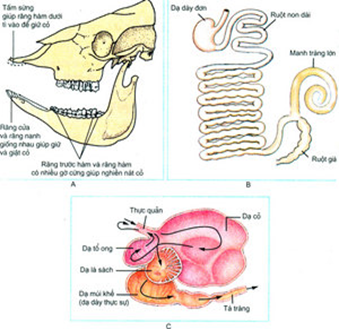 Tấm sừng
giúp răng hàm dưới
tì vào để giữ cỏ
Răng cửa
và răng nanh
giống nhau giúp giữ
và giật cỏ
Răng trước hàm và răng hàm
có nhiều gờ cứng giúp nghiền nát cỏ
A
Dạ dày đơn
Ruột non dài
Manh tràng lớn
Ruột già
B
Thực quản
Dạ cỏ
Dạ tổ ong
Dạ lá sách
Dạ múi khế
(dạ dày thực sự)
Tá tràng
C